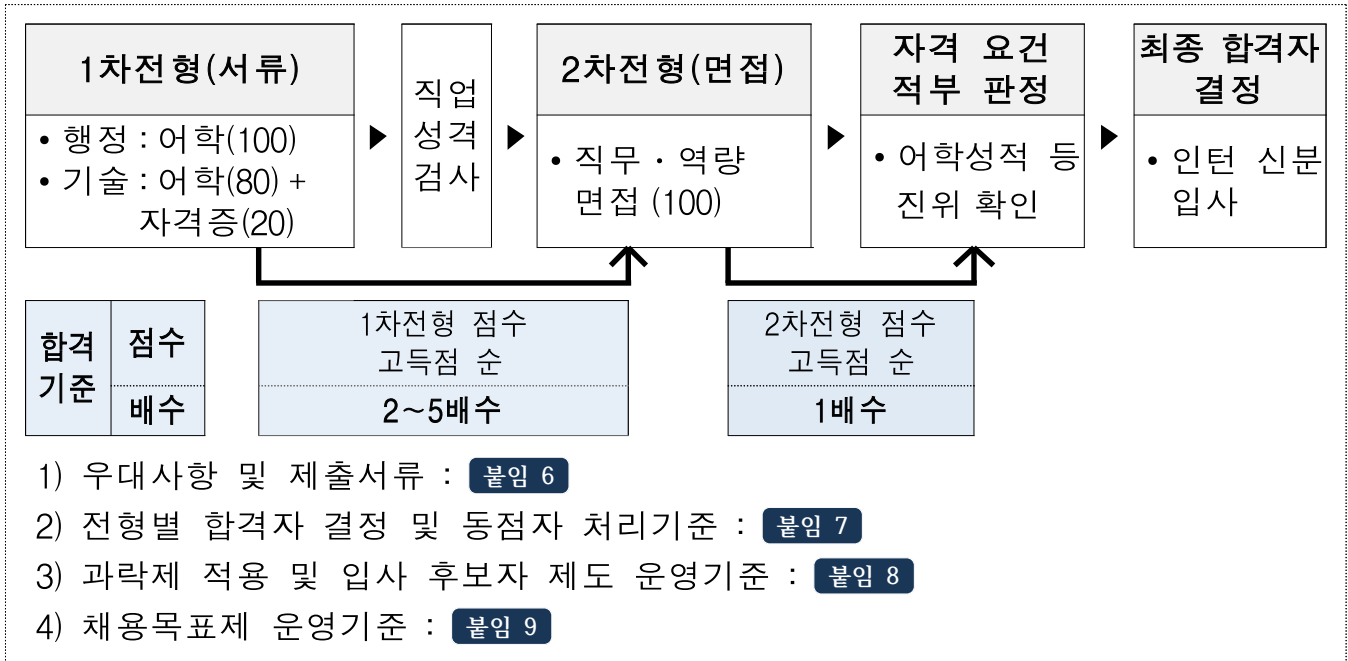 1차전형(서류)
• 행정 : 어학(100)
• 기술 : 어학(80) +
자격증(20)
▶
직업
성격
검사
▶
2차전형(면접)
• 직무 · 역량
면접 (100)
▶
자격 요건
적부 판정
• 어학성적 등
진위 확인
▶
최종 합격자
결정
• 인턴 신분
입사
합격
기준
점수
배수
1차전형 점수
고득점 순
2~5배수
2차전형 점수
고득점 순
1배수
1) 우대사항 및 제출서류 : 붙임 6
2) 전형별 합격자 결정 및 동점자 처리기준 : 붙임 7
3) 과락제 적용 및 입사 후보자 제도 운영기준 : 붙임 8
4) 채용목표제 운영기준 : 붙임 9